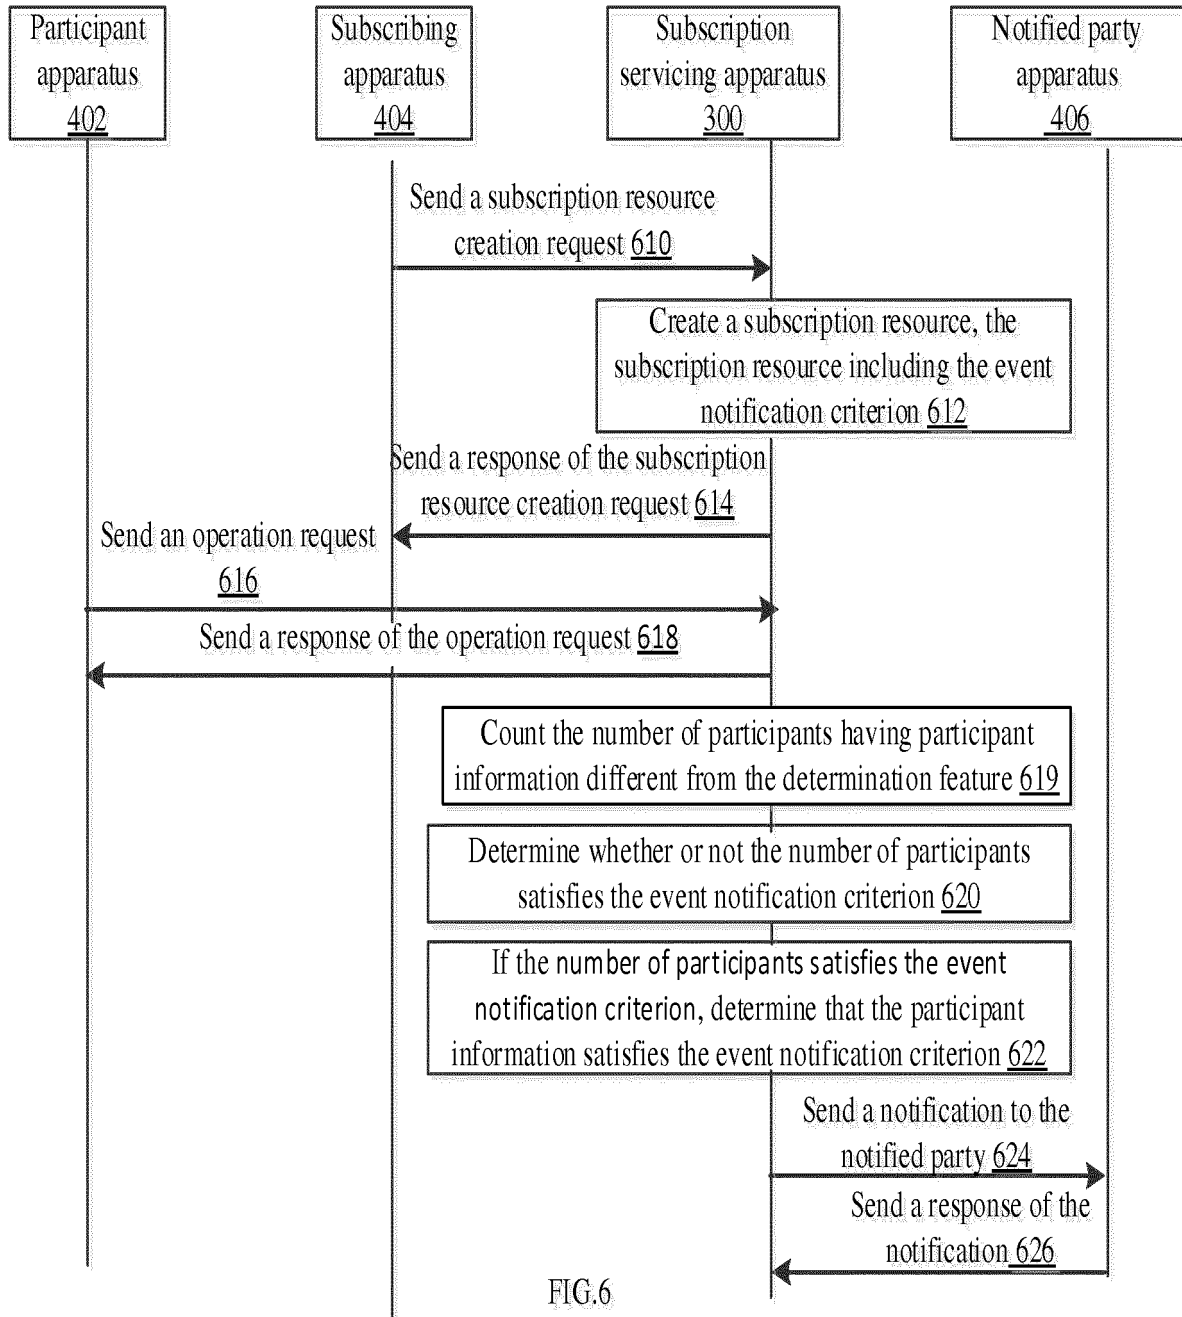 Participant
apparatus
402
Subscribing
apparatus
404
Subscription
servicing apparatus
300
Notified party
apparatus
406
Send a subscription resource
creation request 610
Create a subscription resource, the
subscription resource including the event
notification criterion 612
Send a response of the subscription
resource creation request 614
Send an operation request
616
Send a response of the operation request 618
Count the number of participants having participant
information different from the determination feature 619
Determine whether or not the number of participants
satisfies the event notification criterion 620
If the number of participants satisfies the event
notification criterion, determine that the participant
information satisfies the event notification criterion 622
Send a notification to the
notified party 624
Send a response of the
notification 626
FIG.6